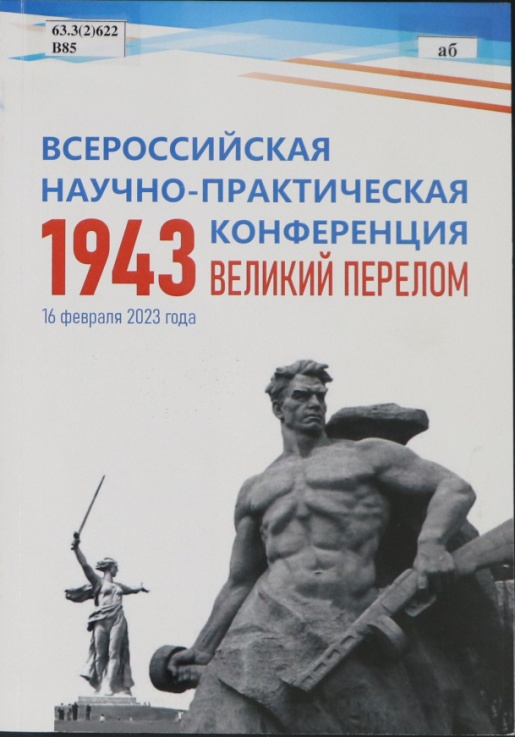 63.3(2)622
В85
аб
ВСЕРОССИЙСКАЯ
НАУЧНО-ПРАКТИЧЕСКАЯ
КОНФЕРЕНЦИЯ
1943 ВЕЛИКИЙ ПЕРЕЛОМ
16 февраля 2023 года